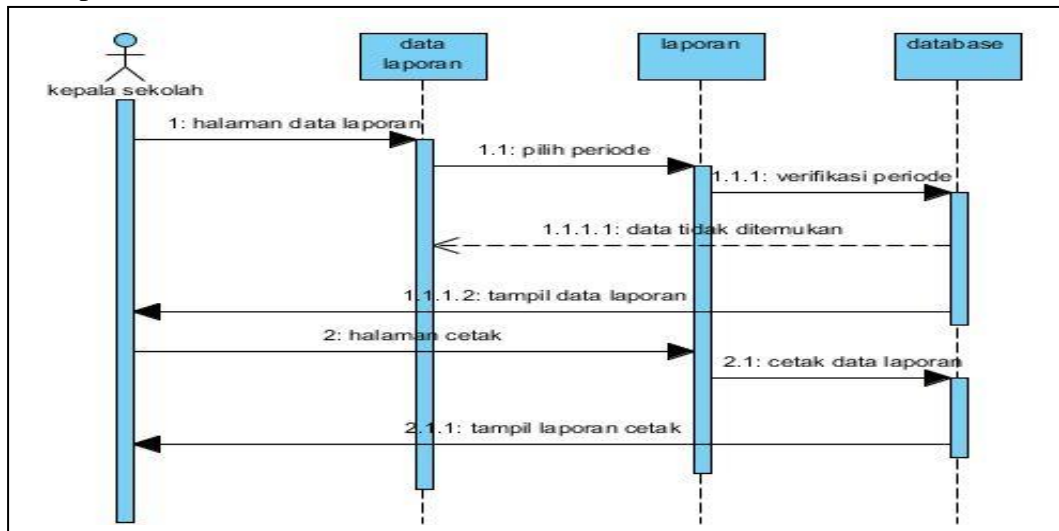 data
laporan
laporan
database
kepala sekolah
1: halaman data laporan
1.1: pilih periode
1.1.1: verifikasi periode
1.1.1.1: data tidak ditemukan
1.1.1.2: tampil data laporan
2: halaman cetak
2.1: cetak data laporan
2.1.1: tampil laporan cetak